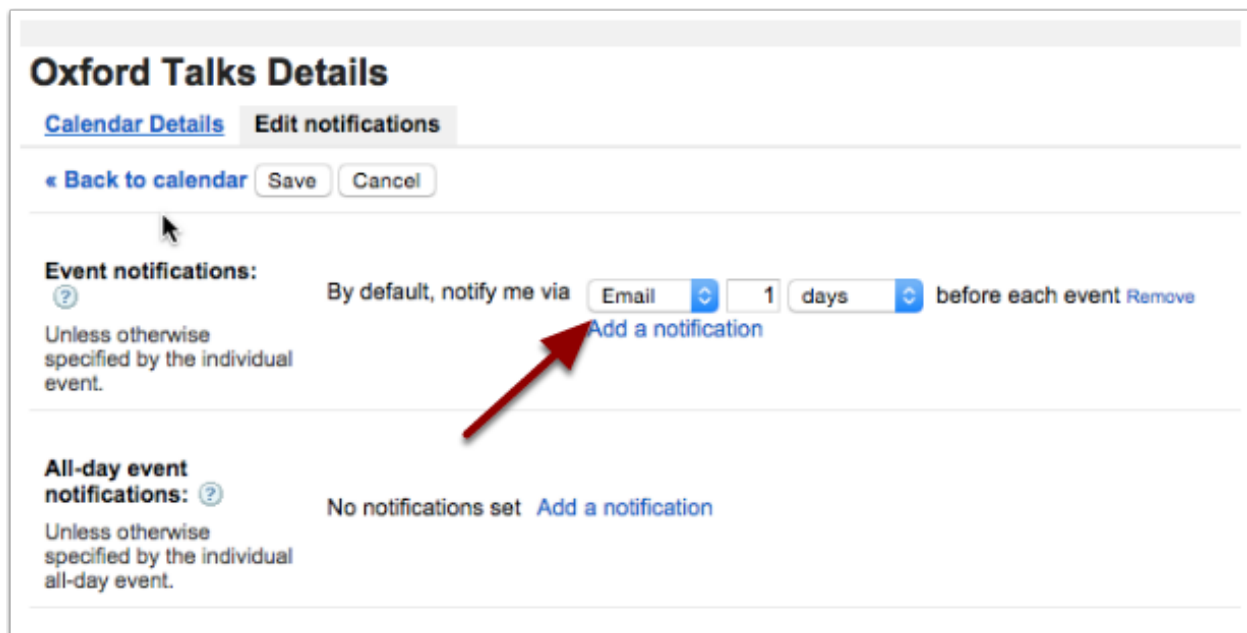 Oxford Talks Details
Calendar Details Edit notifications
« Back to calendar Save Cancel
Event notifications:
?
By default, notify me via Email 1 days before each event Remove
Add a notification
Unless otherwise
specified by the individual
event.
All-day event
notifications: ?
No notifications set Add a notification
Unless otherwise
specified by the individual
all-day event.